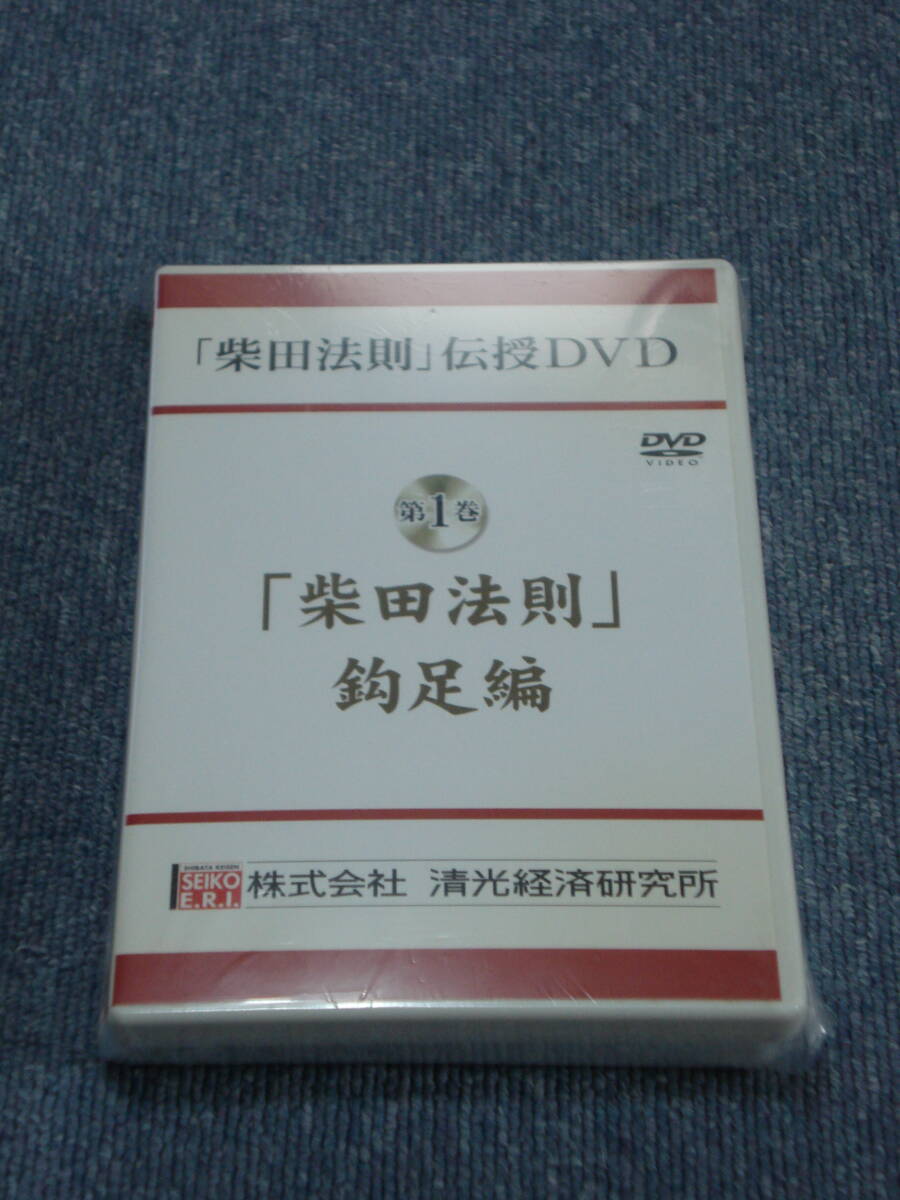 「柴田法則」伝授DVD
DVD
VIDEO
第1巻
「柴田法則」
鈎足編
SHIBATA KEISEN
SEIKO
E.R.I.
株式会社 清光経済研究所